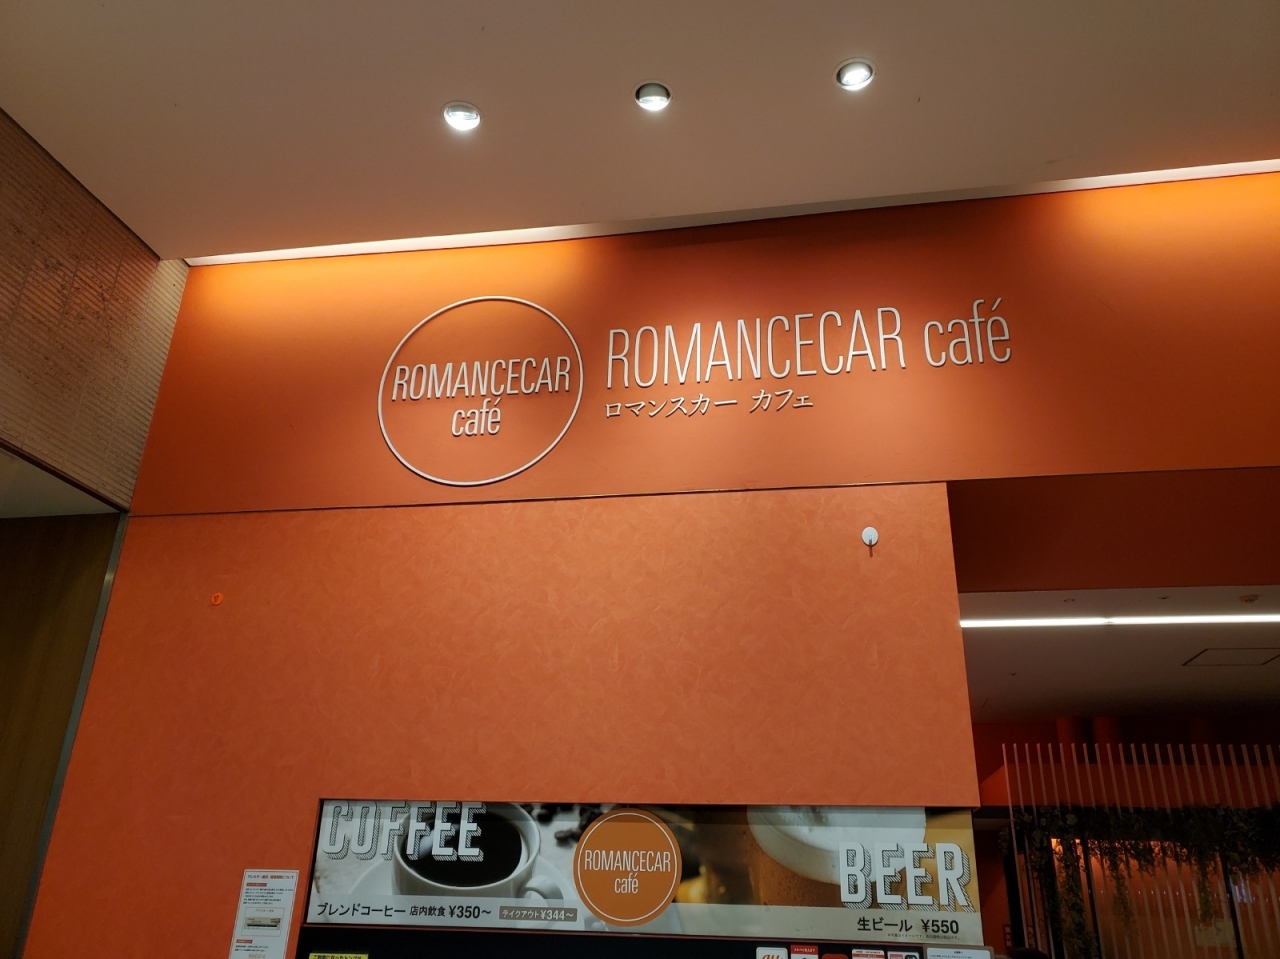 ROMANCECAR
café
ROMANCECAR café
ロマンスカー カフェ
COFFEE
ROMANCECAR
café
BEER
ブレンドコーヒー 店内飲食 ¥350～ テイクアウト ¥344～
生ビール ¥550
au